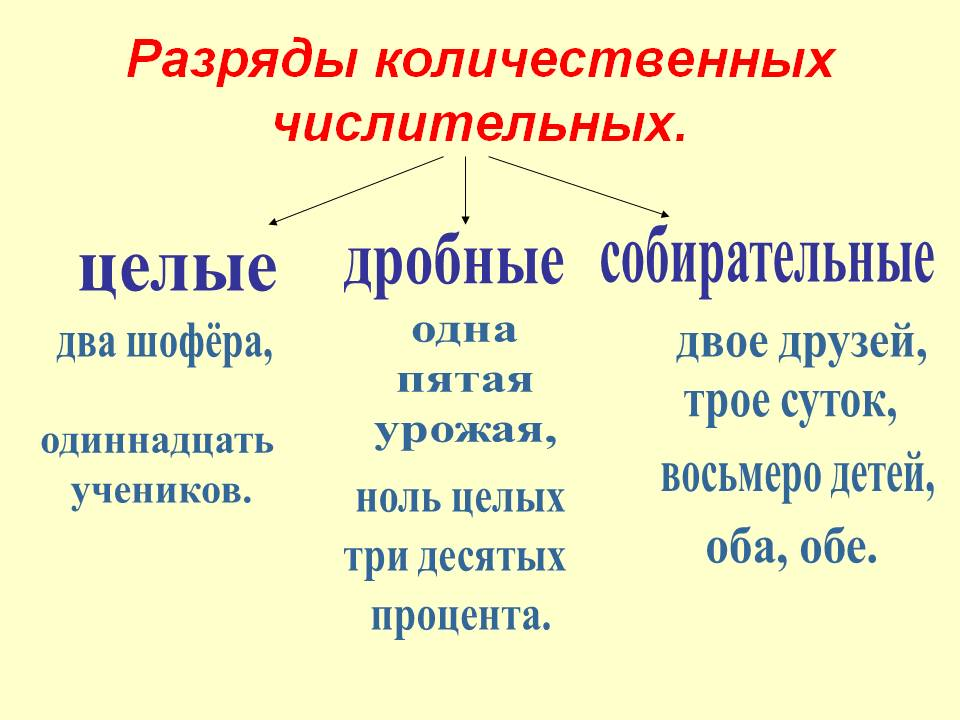 Разряды количественных
числительных.
целые
два шофёра,
одиннадцать
учеников.
дробные
одна
пятая
урожая,
ноль целых
три десятых
процента.
собирательные
двое друзей,
трое суток,
восьмеро детей,
оба, обе.